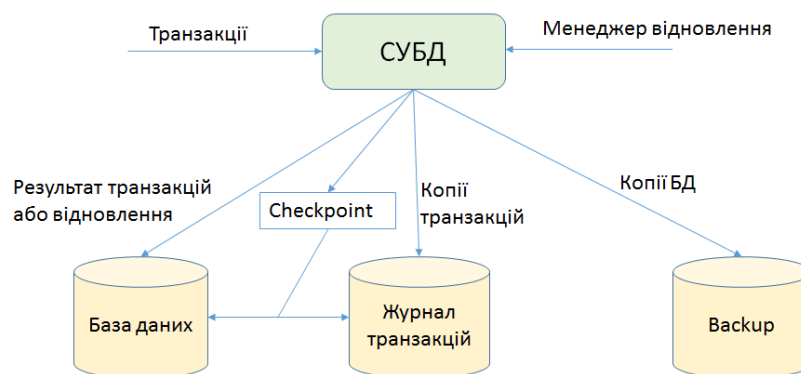 Транзакції
СУБД
Менеджер відновлення
Результат транзакцій
або відновлення
Checkpoint
Копії
транзакцій
Копії БД
База даних
Журнал
транзакцій
Backup